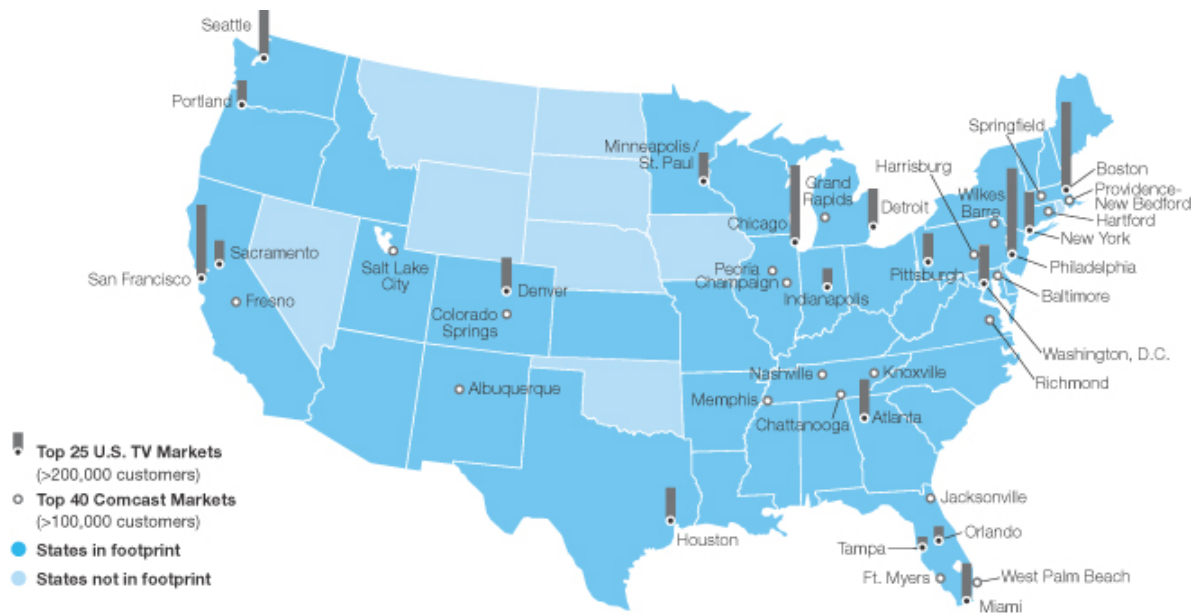 Seattle
Portland
Minneapolis /
St. Paul
Springfield
Harrisburg
Boston
Grand
Rapids
Wilkes
Barre
Providence-
New Bedford
Chicago
Detroit
Hartford
New York
Sacramento
San Francisco
Salt Lake
City
Denver
Peoria
Champaign
Indianapolis
Pittsburgh
Philadelphia
Baltimore
Fresno
Colorado
Springs
Washington, D.C.
Richmond
Albuquerque
Nashville
Knoxville
Memphis
Chattanooga
Atlanta
Top 25 U.S. TV Markets
(>200,000 customers)
Top 40 Comcast Markets
(>100,000 customers)
States in footprint
States not in footprint
Houston
Jacksonville
Orlando
Tampa
Ft. Myers
West Palm Beach
Miami